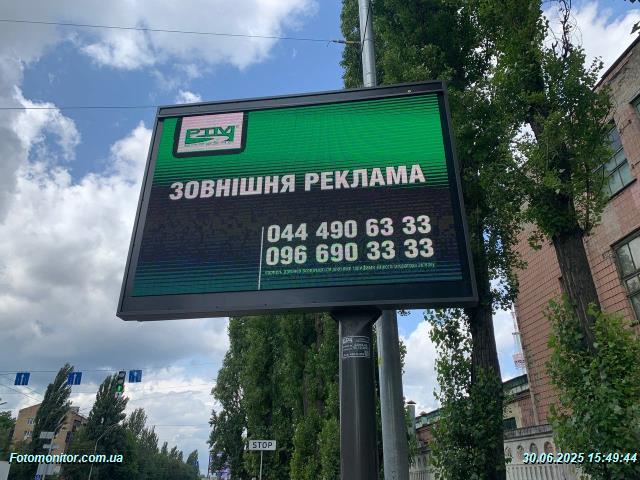 РТМ
ЗОВНІШНЯ РЕКЛАМА
044 490 63 33
096 690 33 33
STOP
Fotomonitor.com.ua
30.06.2025 15:49:44